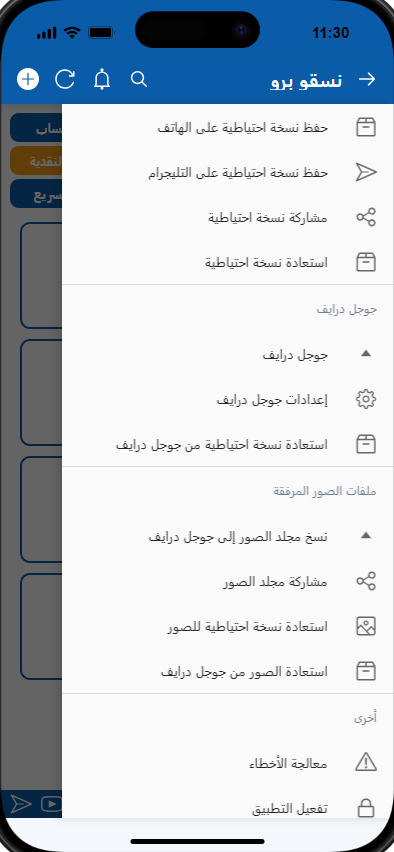 11:30
نسقو برو
حفظ نسخة احتياطية على الهاتف
حفظ نسخة احتياطية على التليجرام
مشاركة نسخة احتياطية
استعادة نسخة احتياطية
جوجل درايف
جوجل درايف
إعدادات جوجل درايف
استعادة نسخة احتياطية من جوجل درايف
ملفات الصور المرفقة
نسخ مجلد الصور إلى جوجل درايف
مشاركة مجلد الصور
استعادة نسخة احتياطية للصور
استعادة الصور من جوجل درايف
أخرى
معالجة الأخطاء
تفعيل التطبيق